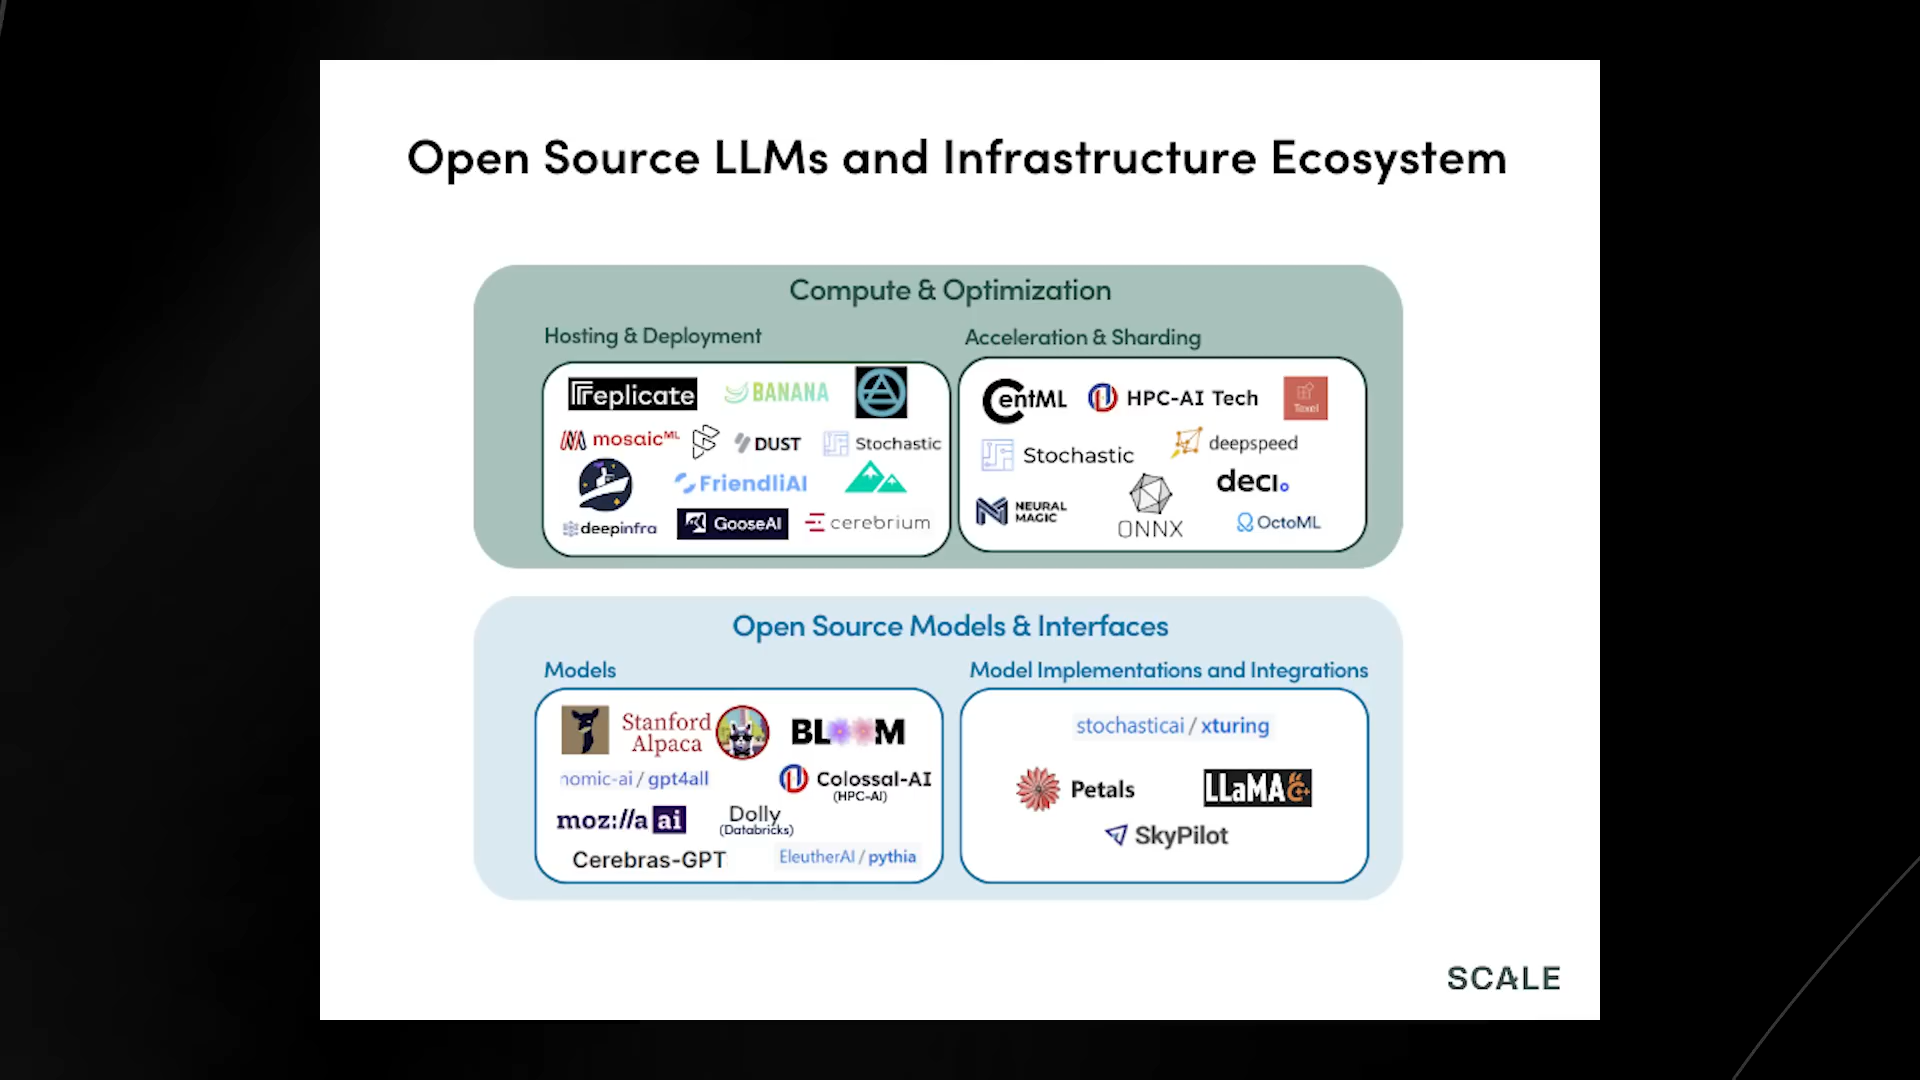 Open Source LLMs and Infrastructure Ecosystem
Compute & Optimization
Hosting & Deployment
replicate
BANANA
mosaicML
DUST
Stochastic
FriendliAI
deepinfra
GooseAI
cerebrium
Acceleration & Sharding
CentML
HPC-AI Tech
Stochastic
deepspeed
NEURAL
MAGIC
ONNX
deci.
OctoML
Open Source Models & Interfaces
Models
Stanford
Alpaca
BLOOM
nomic-ai / gpt4all
Colossal-AI
(HPC-AI)
moz://a ai
Dolly
(Databricks)
Cerebras-GPT
EleutherAI / pythia
Model Implementations and Integrations
stochasticai / xturing
Petals
LLaMA C++
SkyPilot
SCALE